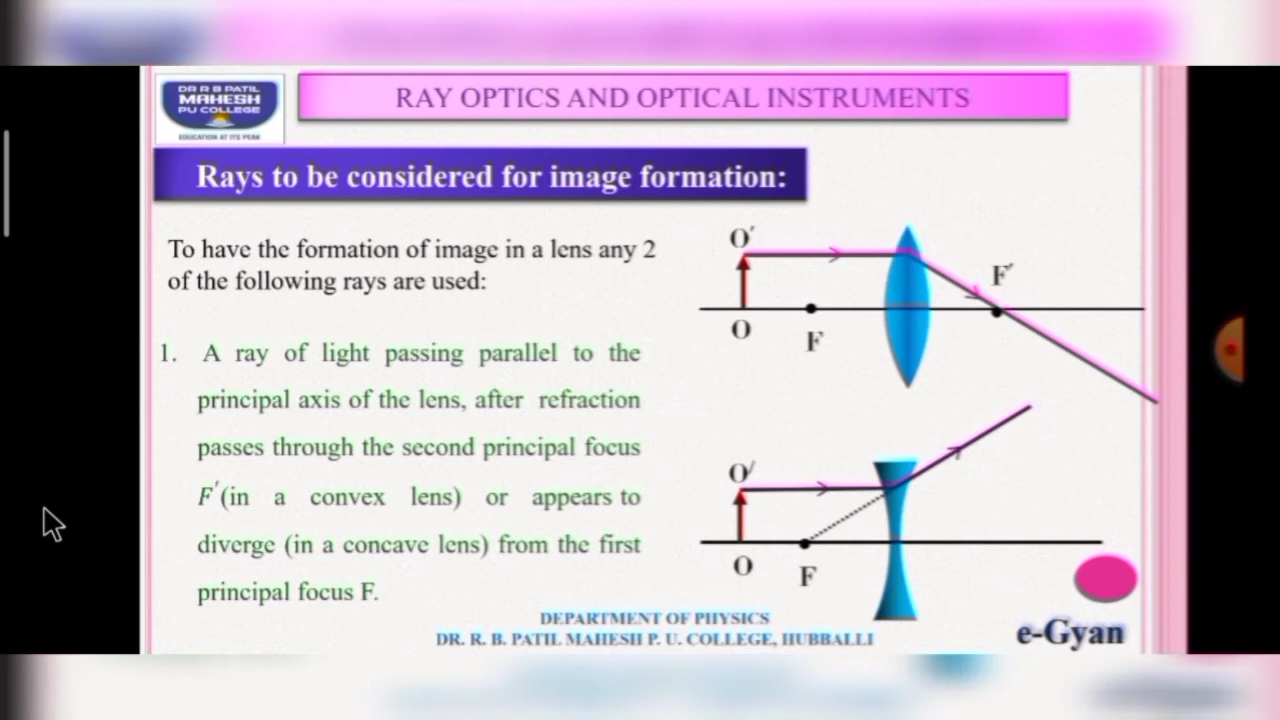 DR R B PATIL
MAHESH
PU COLLEGE
EDUCATION AT ITS PEAK
RAY OPTICS AND OPTICAL INSTRUMENTS
Rays to be considered for image formation:
To have the formation of image in a lens any 2
of the following rays are used:
1. A ray of light passing parallel to the
principal axis of the lens, after refraction
passes through the second principal focus
F′(in a convex lens) or appears to
diverge (in a concave lens) from the first
principal focus F.
O′
F′
O
F
O/
O
F
DEPARTMENT OF PHYSICS
DR. R. B. PATIL MAHESH P. U. COLLEGE, HUBBALLI
e-Gyan